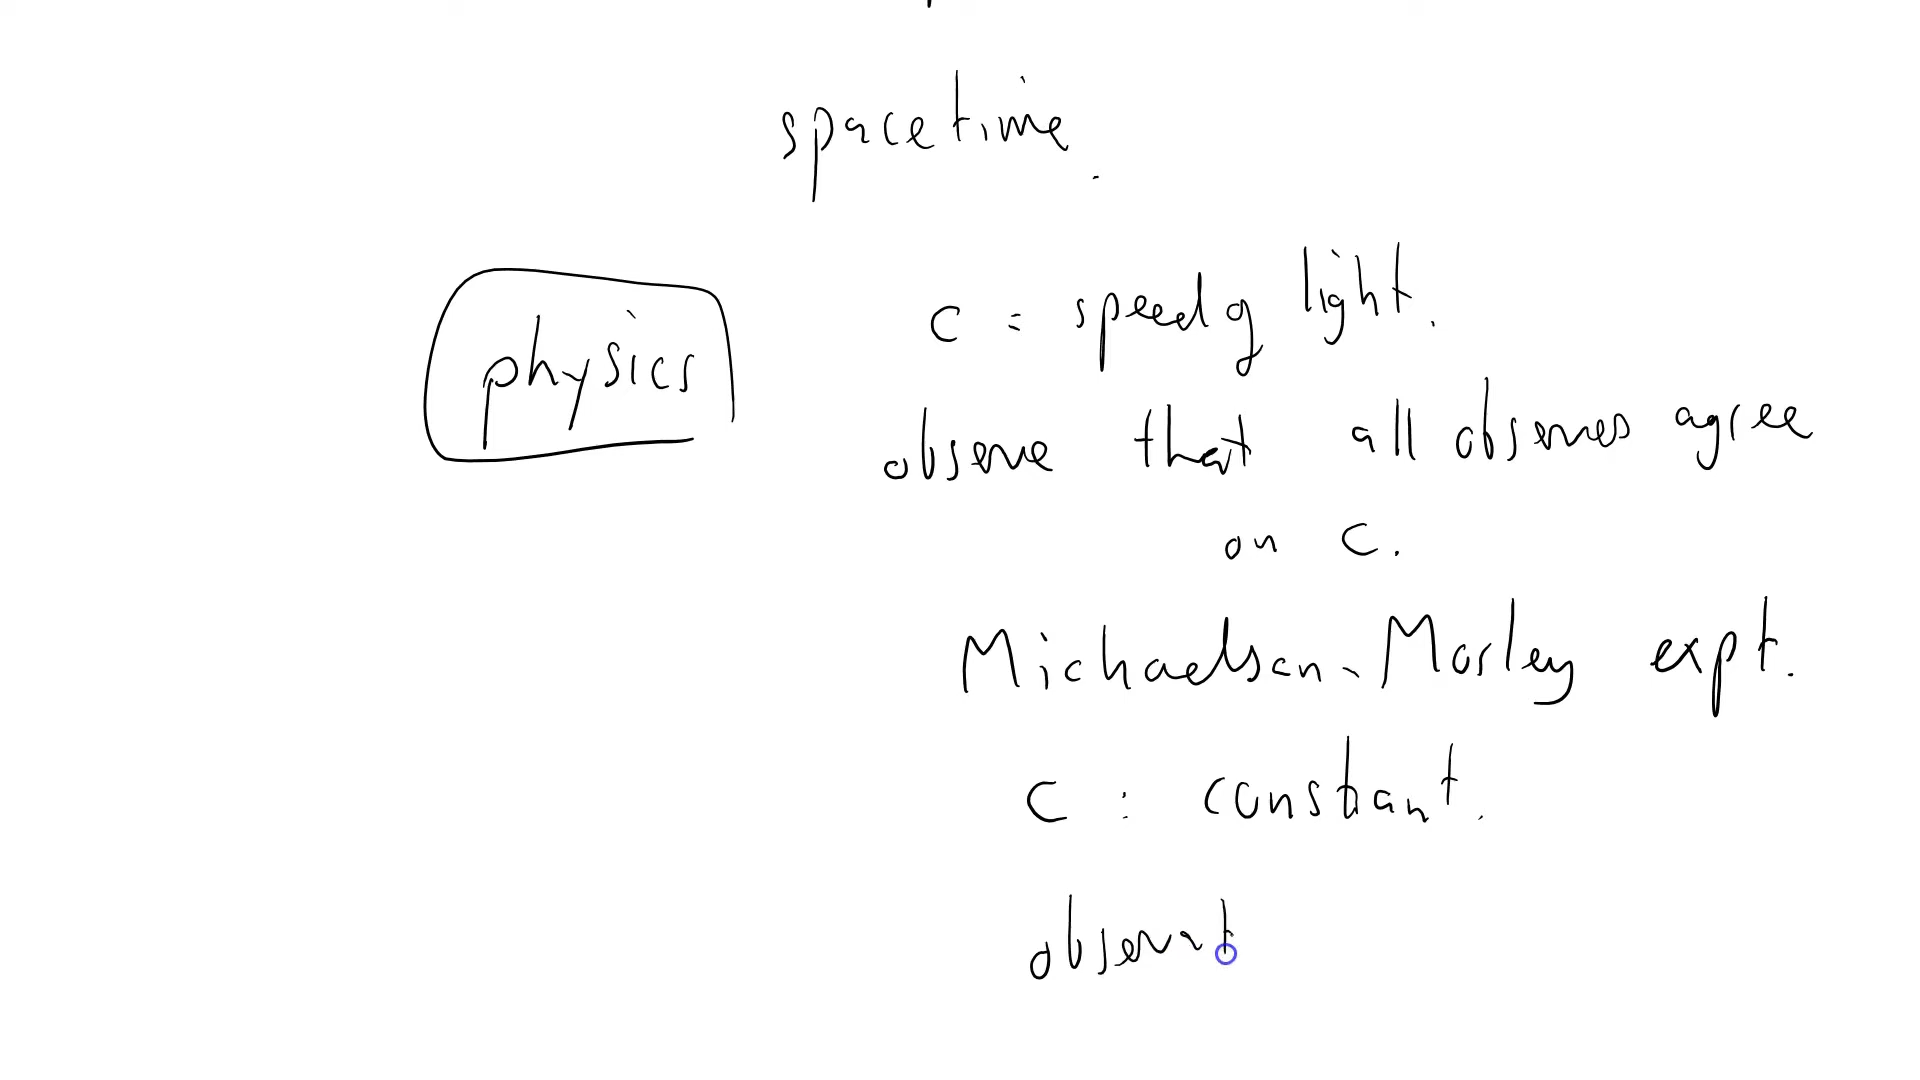 spacetime.
physics
c = speed of light.
observe that all observers agree
on c.
Michaelson-Morley expt.
c : constant.
observat